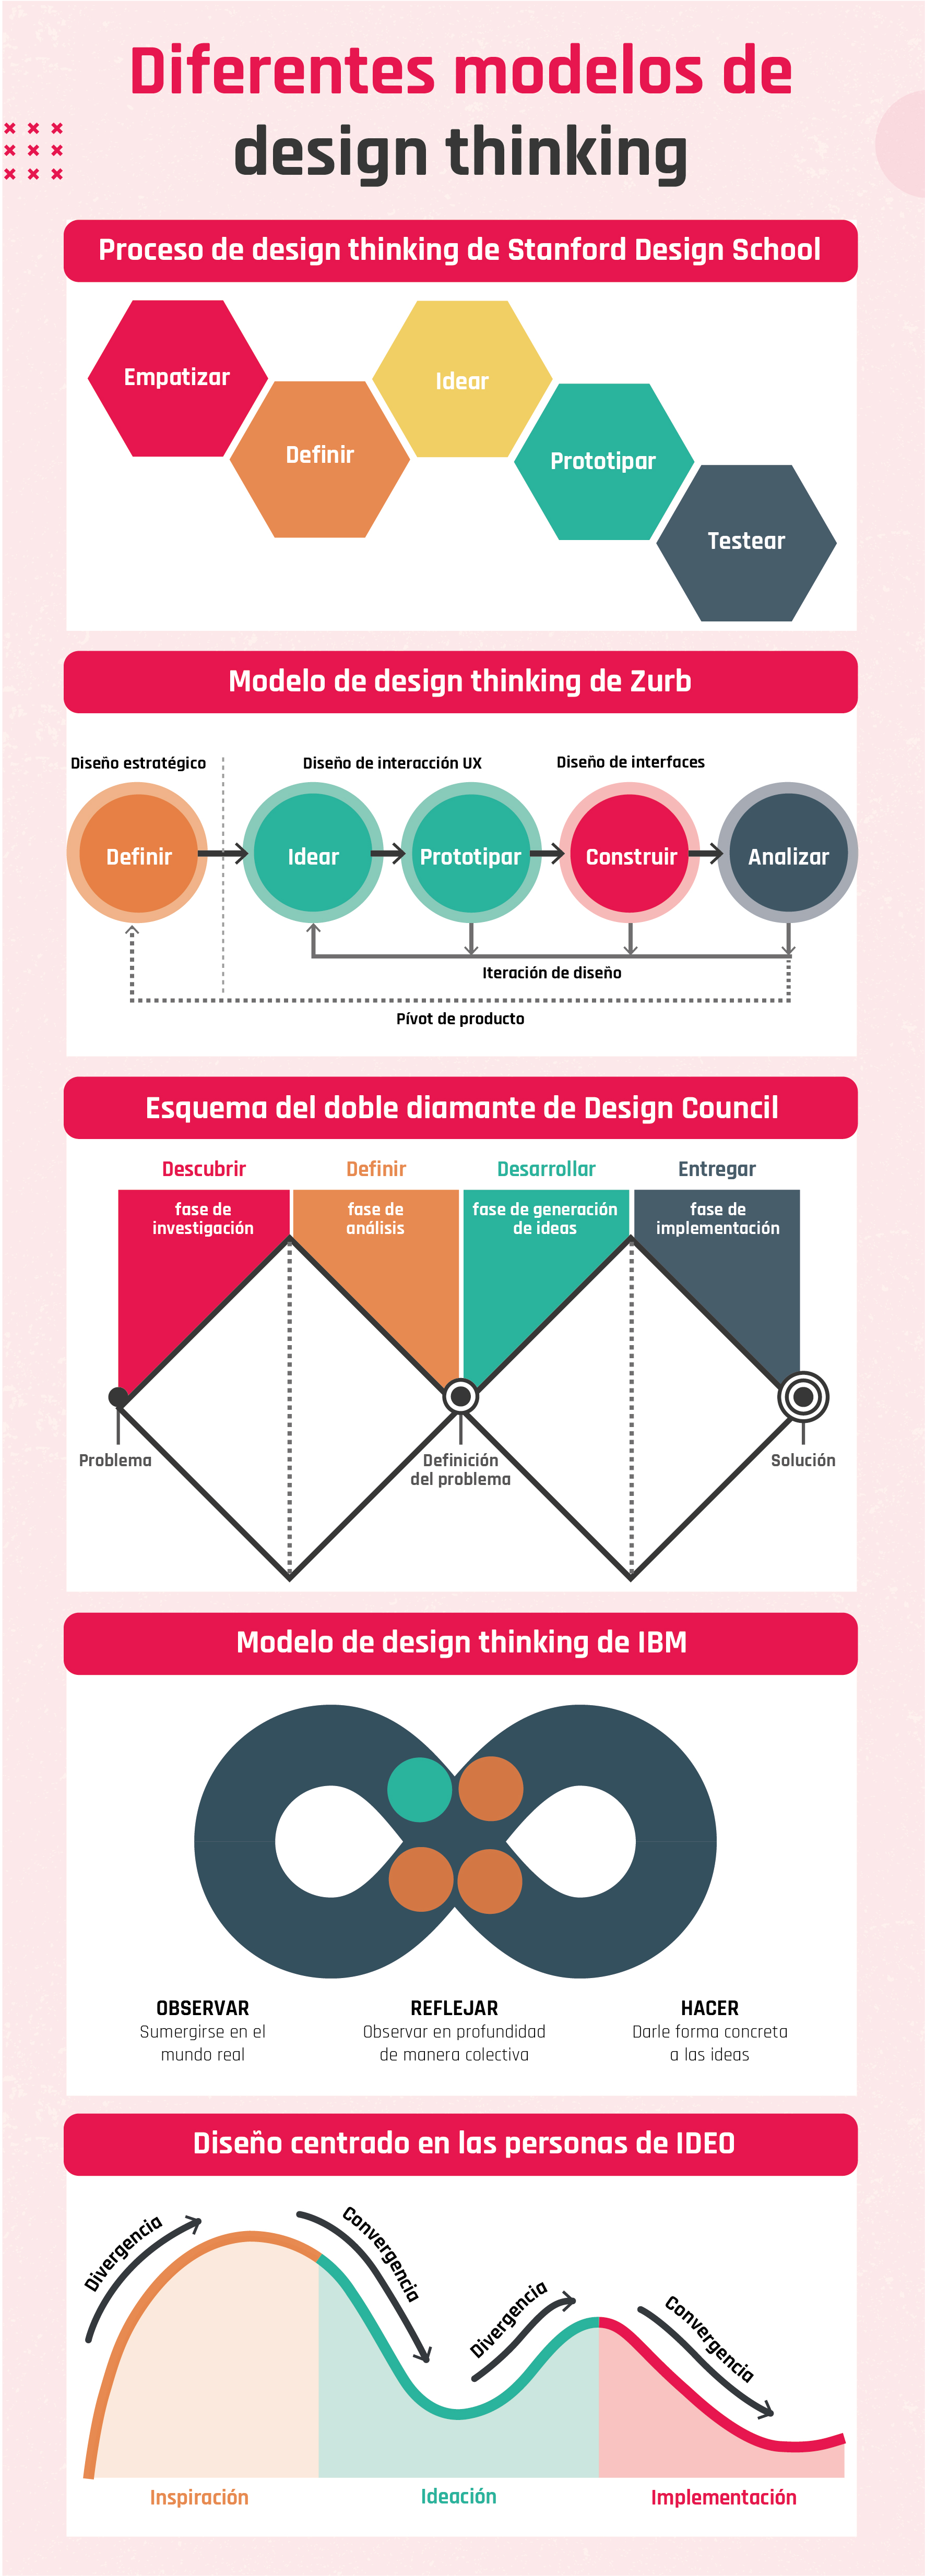 Diferentes modelos de
design thinking
Proceso de design thinking de Stanford Design School
Empatizar
Definir
Idear
Prototipar
Testear
Modelo de design thinking de Zurb
Diseño estratégico
Diseño de interacción UX
Diseño de interfaces
Definir
Idear
Prototipar
Construir
Analizar
Iteración de diseño
Pívot de producto
Esquema del doble diamante de Design Council
Descubrir
Definir
Desarrollar
Entregar
fase de
investigación
fase de
análisis
fase de generación
de ideas
fase de
implementación
Problema
Definición
del problema
Solución
Modelo de design thinking de IBM
OBSERVAR
Sumergirse en el
mundo real
REFLEJAR
Observar en profundidad
de manera colectiva
HACER
Darle forma concreta
a las ideas
Diseño centrado en las personas de IDEO
Divergencia
Convergencia
Divergencia
Convergencia
Inspiración
Ideación
Implementación